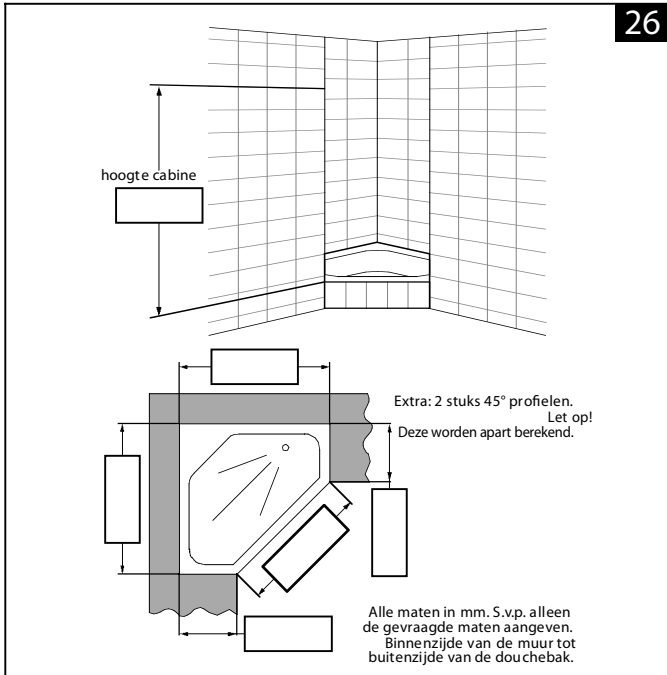 26
hoogte cabine
Extra: 2 stuks 45° profielen.
Let op!
Deze worden apart berekend.
Alle maten in mm. S.v.p. alleen
de gevraagde maten aangeven.
Binnenzijde van de muur tot
buitenzijde van de douchebak.